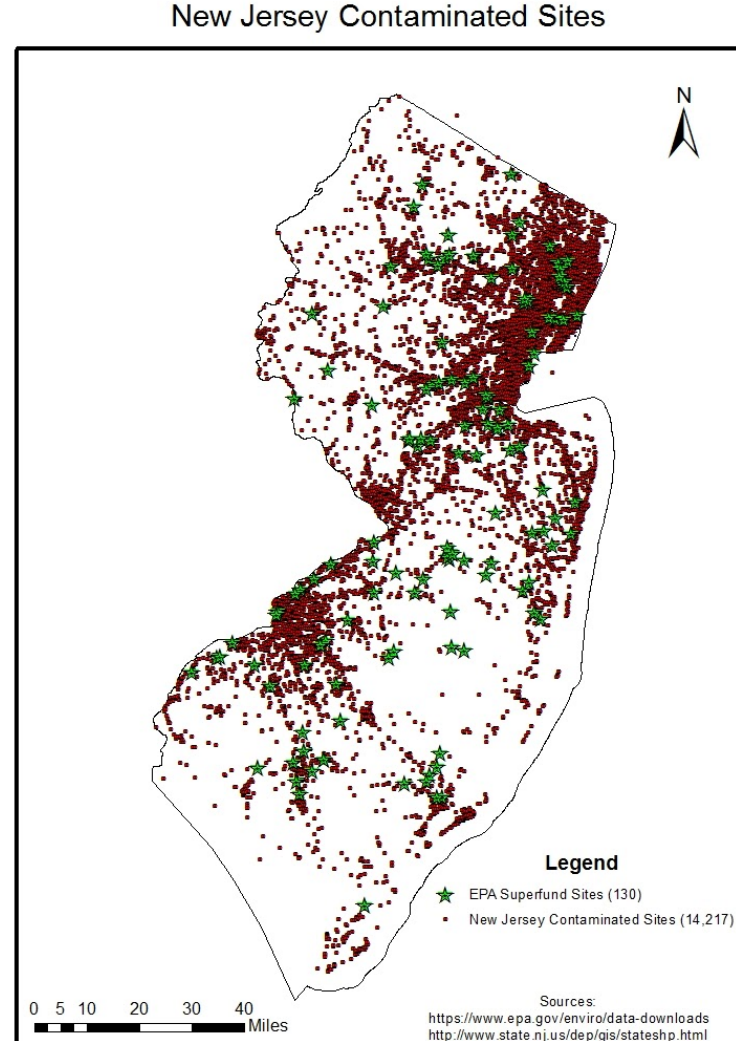 New Jersey Contaminated Sites
N
Legend
EPA Superfund Sites (130)
New Jersey Contaminated Sites (14,217)
0 5 10 20 30 40
Miles
Sources:
https://www.epa.gov/enviro/data-downloads
http://www.state.nj.us/dep/gis/stateshp.html